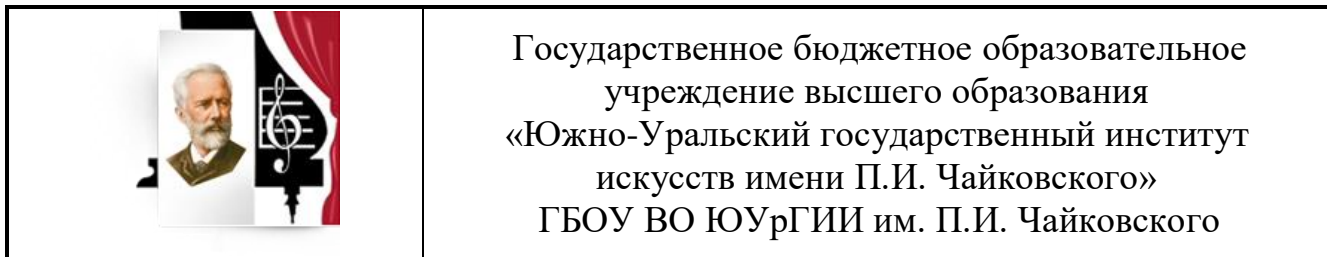 Государственное бюджетное образовательное
учреждение высшего образования
«Южно-Уральский государственный институт
искусств имени П.И. Чайковского»
ГБОУ ВО ЮУрГИИ им. П.И. Чайковского